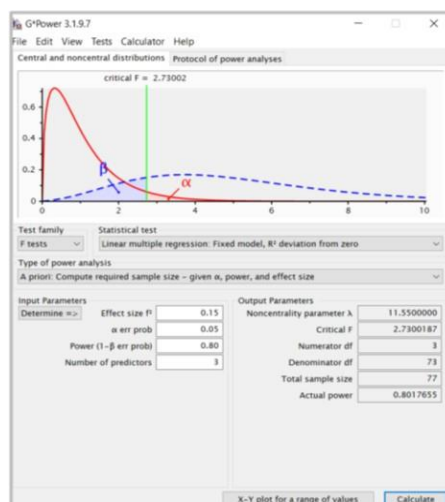 G*Power 3.1.9.7
File Edit View Tests Calculator Help
Central and noncentral distributions Protocol of power analyses
critical F = 2.73002
0.6
0.4
0.2
0
β
α
0 2 4 6 8 10
Test family Statistical test
F tests Linear multiple regression: Fixed model, R² deviation from zero
Type of power analysis
A priori: Compute required sample size – given α, power, and effect size
Input Parameters Output Parameters
Determine => Effect size f² 0.15 Noncentrality parameter λ 11.5500000
α err prob 0.05 Critical F 2.7300187
Power (1-β err prob) 0.80 Numerator df 3
Number of predictors 3 Denominator df 73
Total sample size 77
Actual power 0.8017655
X-Y plot for a range of values Calculate